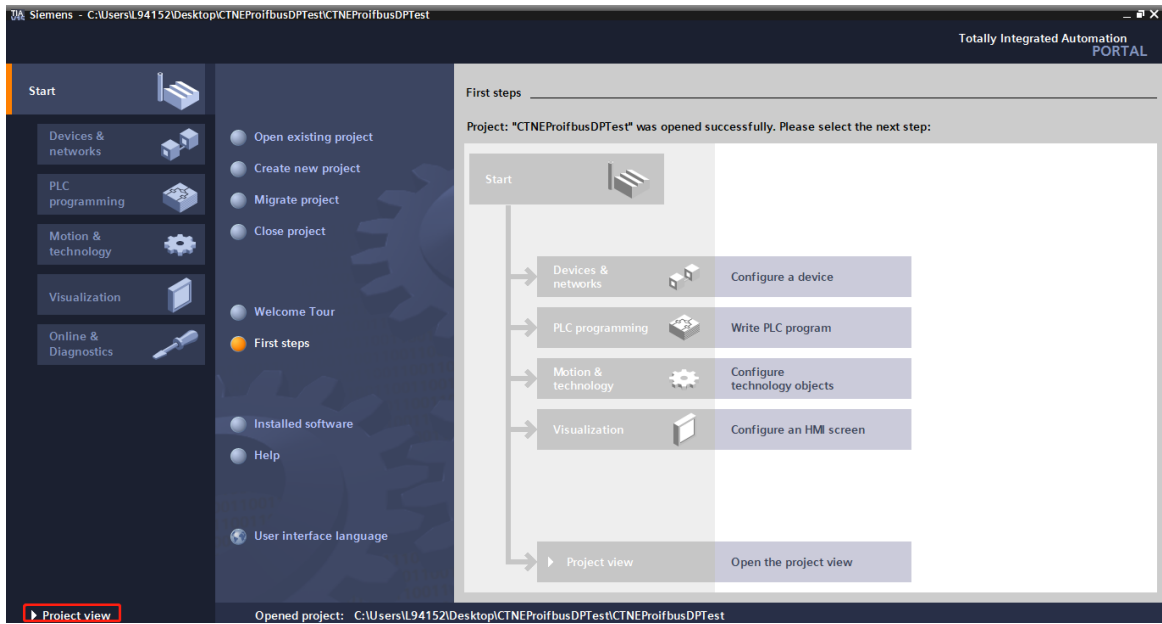 Siemens - C:\Users\L94152\Desktop\CTNEProifbusDPTest\CTNEProifbusDPTest
Totally Integrated Automation
PORTAL
Start
Devices &
networks
PLC
programming
Motion &
technology
Visualization
Online &
Diagnostics
Open existing project
Create new project
Migrate project
Close project
Welcome Tour
First steps
Installed software
Help
User interface language
First steps
Project: "CTNEProifbusDPTest" was opened successfully. Please select the next step:
Start
Devices &
networks
Configure a device
PLC programming
Write PLC program
Motion &
technology
Configure
technology objects
Visualization
Configure an HMI screen
Project view
Open the project view
Project view
Opened project: C:\Users\L94152\Desktop\CTNEProifbusDPTest\CTNEProifbusDPTest